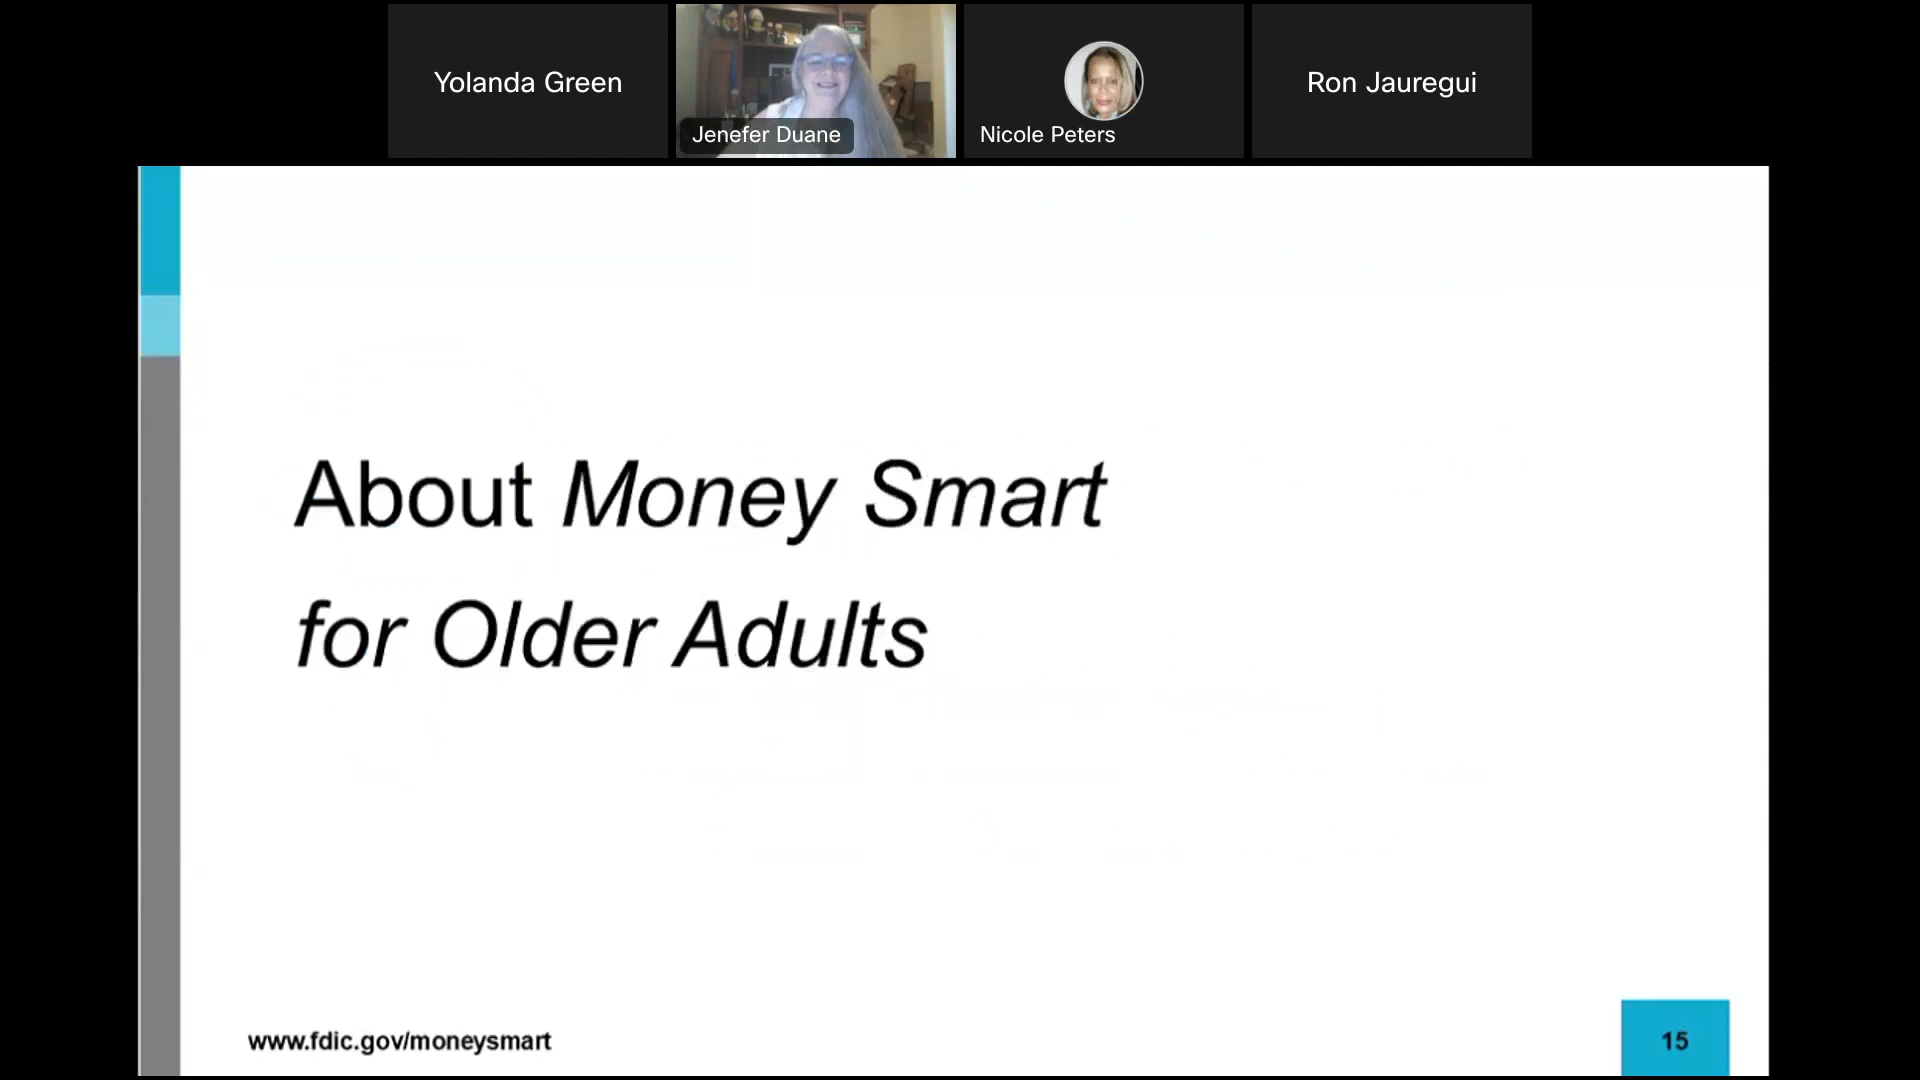 Yolanda Green
Jenefer Duane
Nicole Peters
Ron Jauregui
About Money Smart
for Older Adults
www.fdic.gov/moneysmart
15